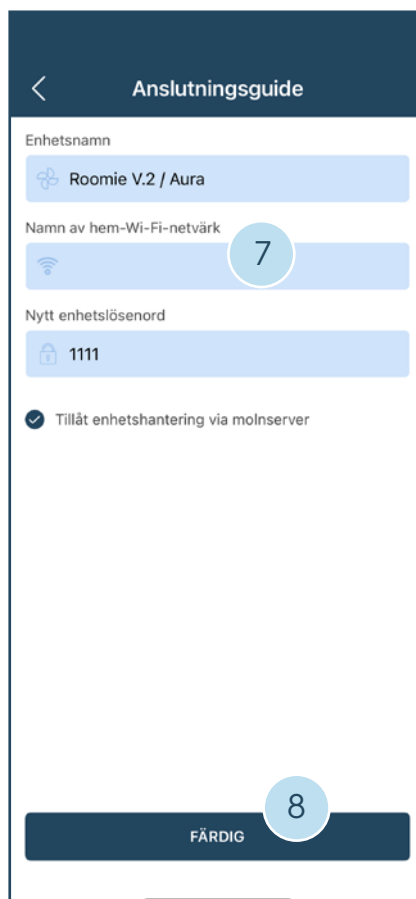 Anslutningsguide
Enhetsnamn
Roomie V.2 / Aura
Namn av hem-Wi-Fi-netvärk
7
Nytt enhetslösenord
1111
Tillåt enhetshantering via molnserver
8
FÄRDIG